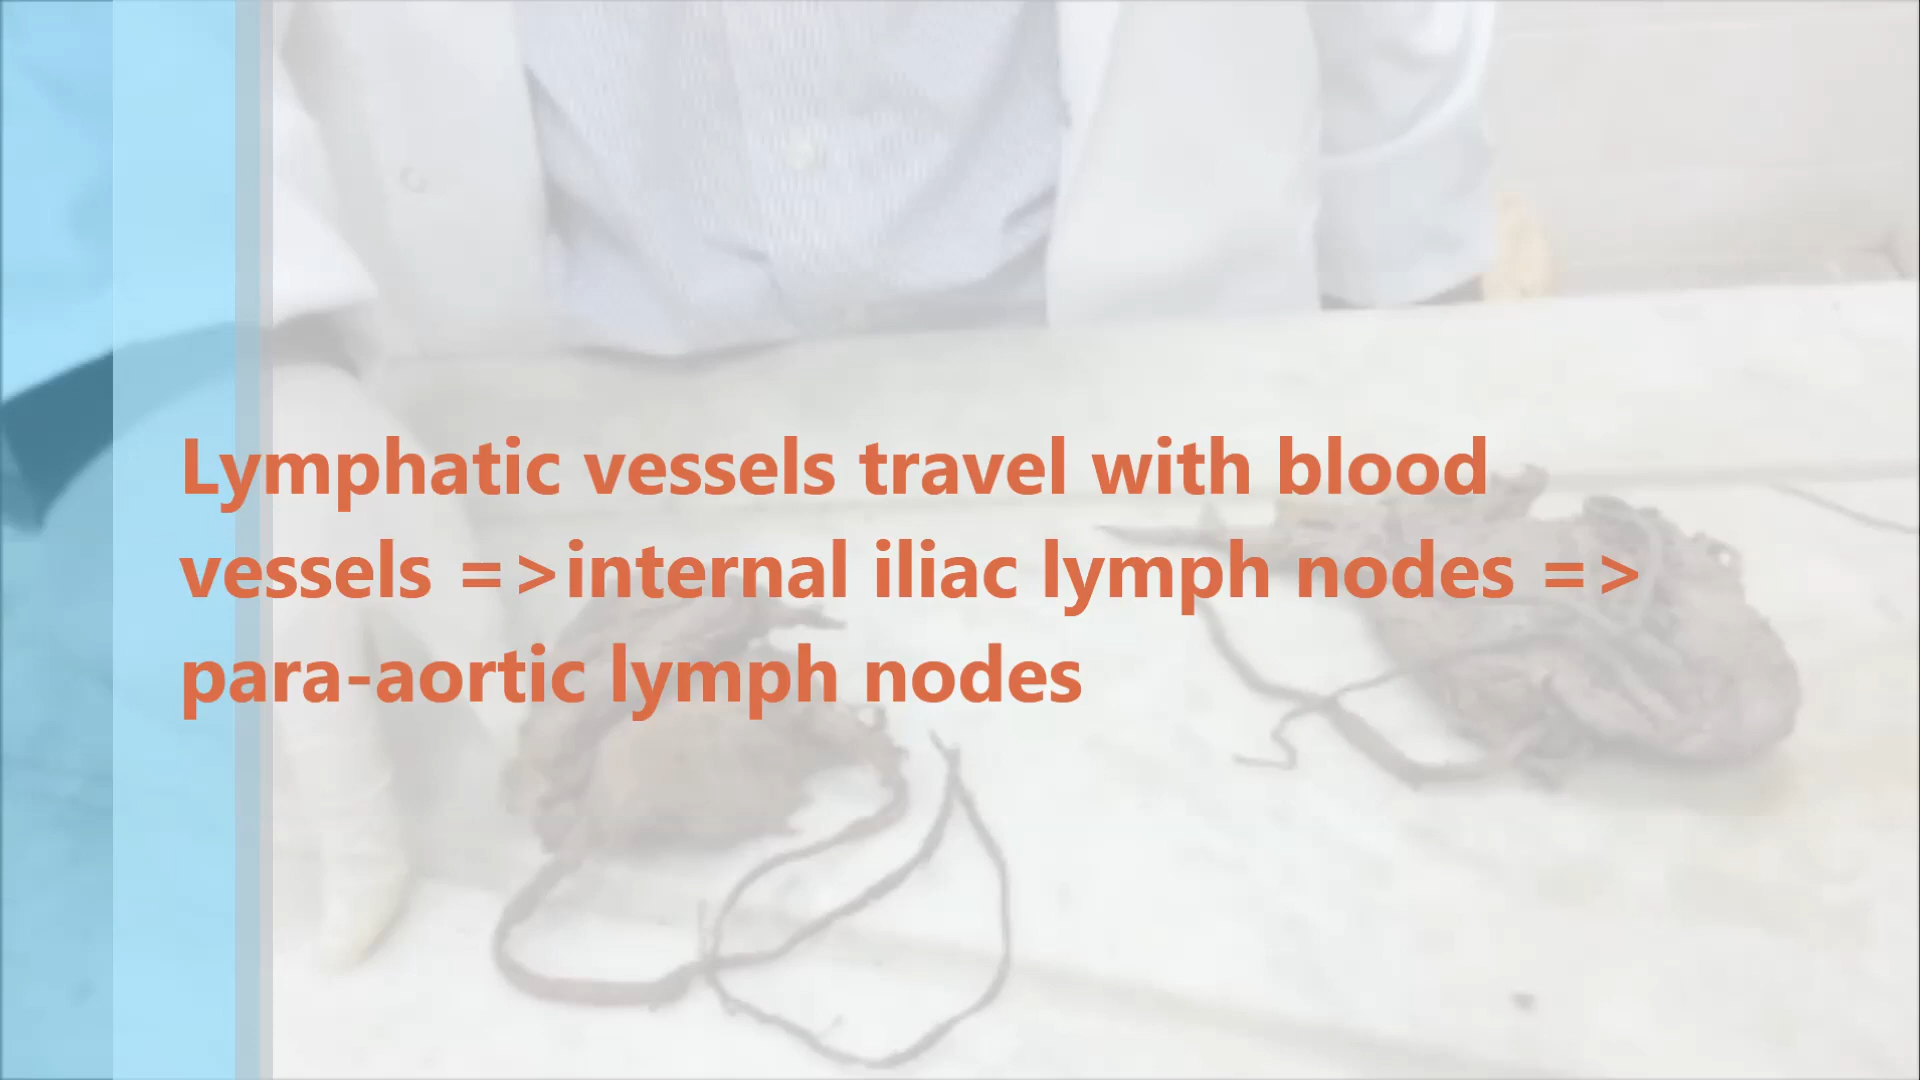 Lymphatic vessels travel with blood
vessels =>internal iliac lymph nodes =>
para-aortic lymph nodes